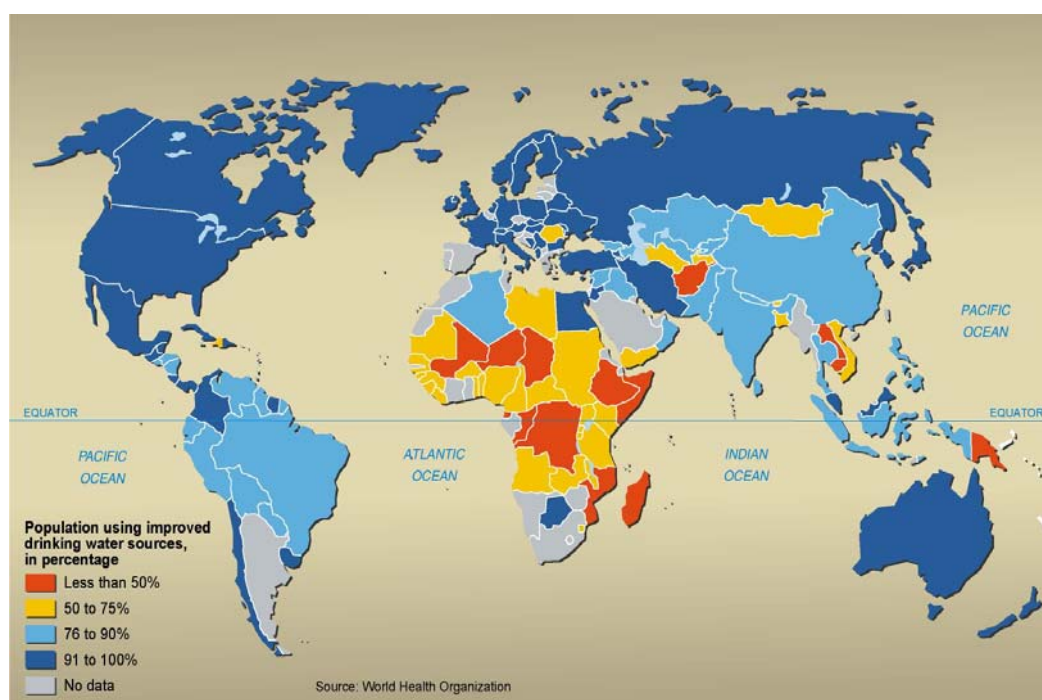 PACIFIC
OCEAN
EQUATOR
EQUATOR
PACIFIC
OCEAN
ATLANTIC
OCEAN
INDIAN
OCEAN
Population using improved
drinking water sources,
in percentage
Less than 50%
50 to 75%
76 to 90%
91 to 100%
No data
Source: World Health Organization